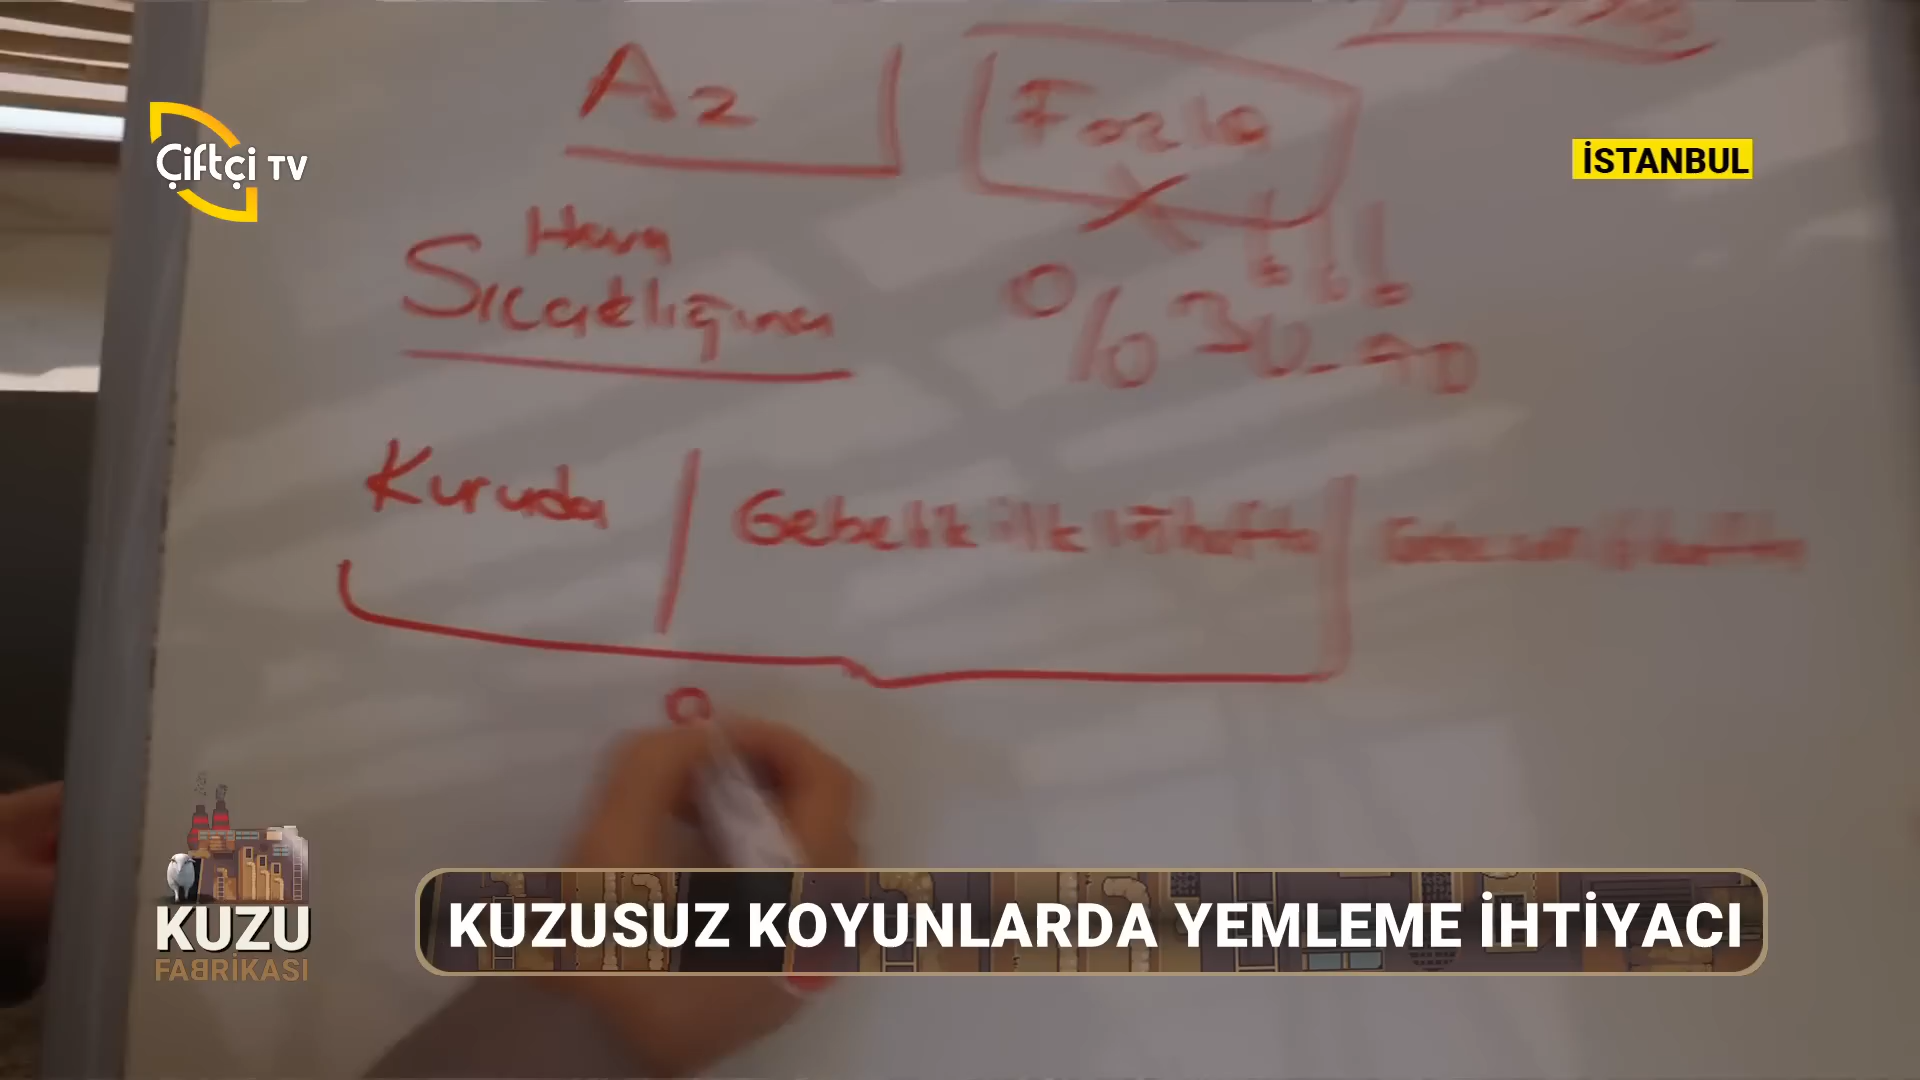 Az
Fazla
Çiftçi TV
İSTANBUL
Hava
Sıcaklığına
%30-40
Kuruda
Gebelik ilk
KUZU
FABRİKASI
KUZUSUZ KOYUNLARDA YEMLEME İHTİYACI